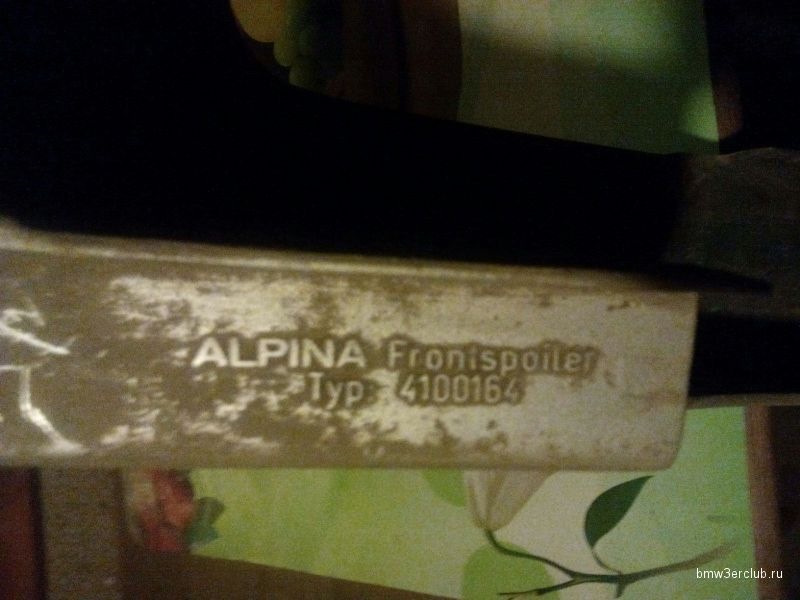 ALPINA Frontspoiler
Typ 4100164
bmw3erclub.ru